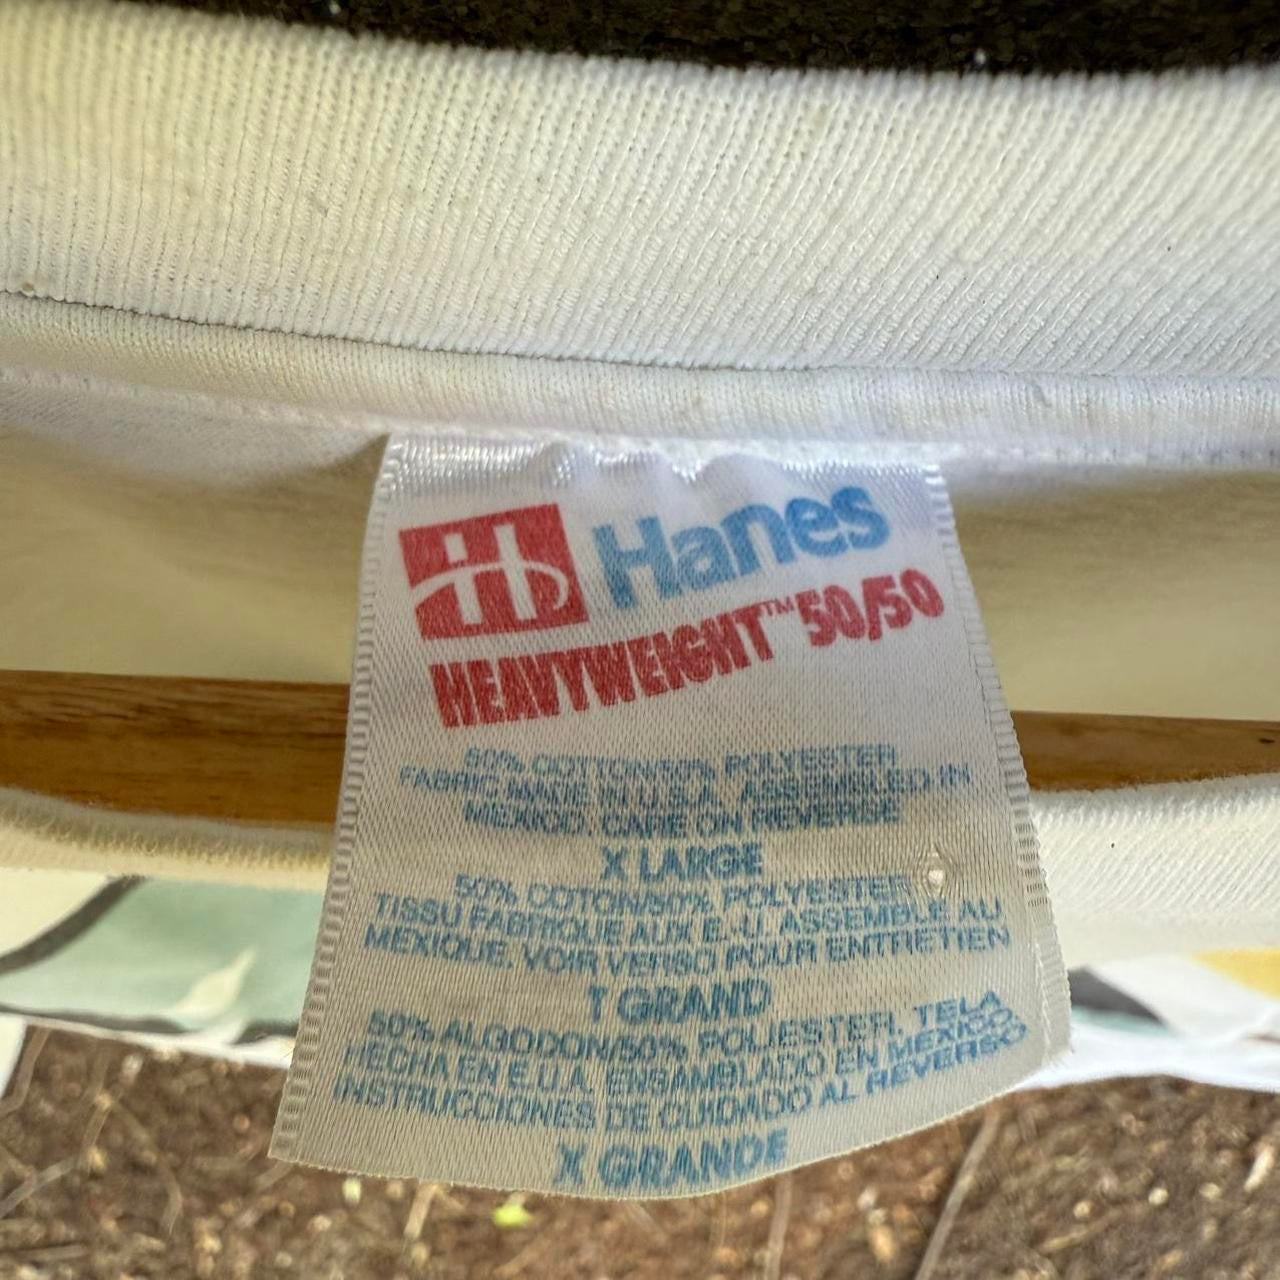 Hanes
HEAVYWEIGHT™ 50/50
50% COTTON/50% POLYESTER
FABRIC MADE IN U.S.A. ASSEMBLED IN
MEXICO. CARE ON REVERSE
X LARGE
50% COTON/50% POLYESTER
TISSU FABRIQUE AUX E. U. ASSEMBLÉ AU
MEXIQUE. VOIR VERSO POUR ENTRETIEN
T GRAND
50% ALGODON/50% POLIESTER, TELA
HECHA EN E.U.A. ENSAMBLADO EN MEXICO
INSTRUCCIONES DE CUIDADO AL REVERSO
X GRANDE